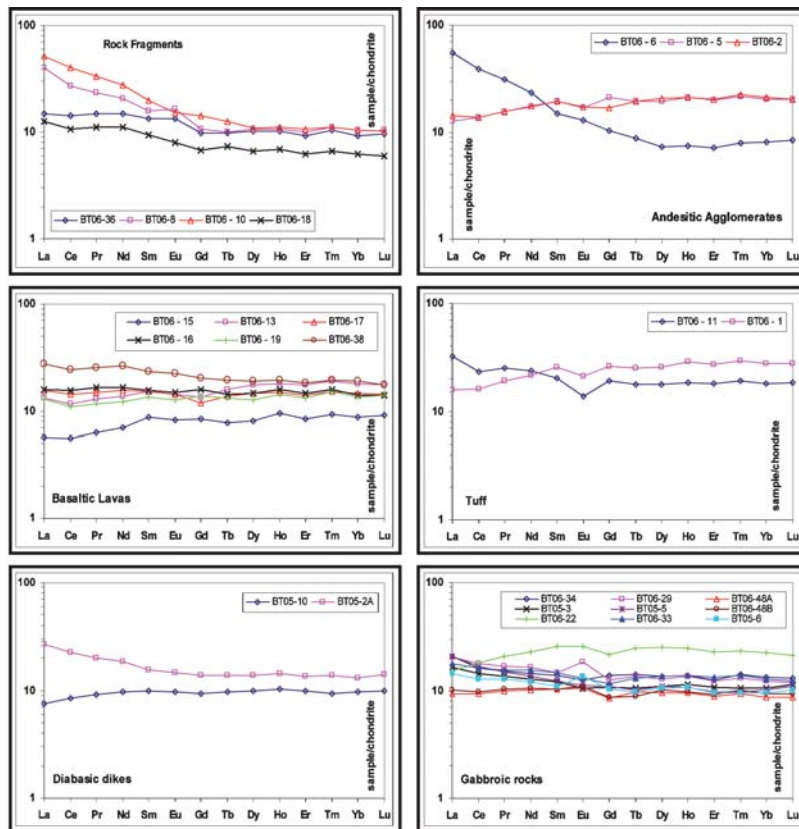 100
Rock Fragments
sample/chondrite
10
BT06-36 BT06-8 BT06 - 10 BT06-18
1
La Ce Pr Nd Sm Eu Gd Tb Dy Ho Er Tm Yb Lu
100
BT06 - 6 BT06 - 5 BT06-2
10
sample/chondrite
Andesitic Agglomerates
1
La Ce Pr Nd Sm Eu Gd Tb Dy Ho Er Tm Yb Lu
100
BT06 - 15 BT06-13 BT06-17
BT06 - 16 BT06 - 19 BT06-38
10
sample/chondrite
Basaltic Lavas
1
La Ce Pr Nd Sm Eu Gd Tb Dy Ho Er Tm Yb Lu
100
BT06 - 11 BT06 - 1
10
sample/chondrite
Tuff
1
La Ce Pr Nd Sm Eu Gd Tb Dy Ho Er Tm Yb Lu
100
BT05-10 BT05-2A
10
sample/chondrite
Diabasic dikes
1
La Ce Pr Nd Sm Eu Gd Tb Dy Ho Er Tm Yb Lu
100
BT06-34 BT06-29 BT06-48A
BT05-3 BT05-5 BT06-48B
BT06-22 BT06-33 BT05-6
10
sample/chondrite
Gabbroic rocks
1
La Ce Pr Nd Sm Eu Gd Tb Dy Ho Er Tm Yb Lu